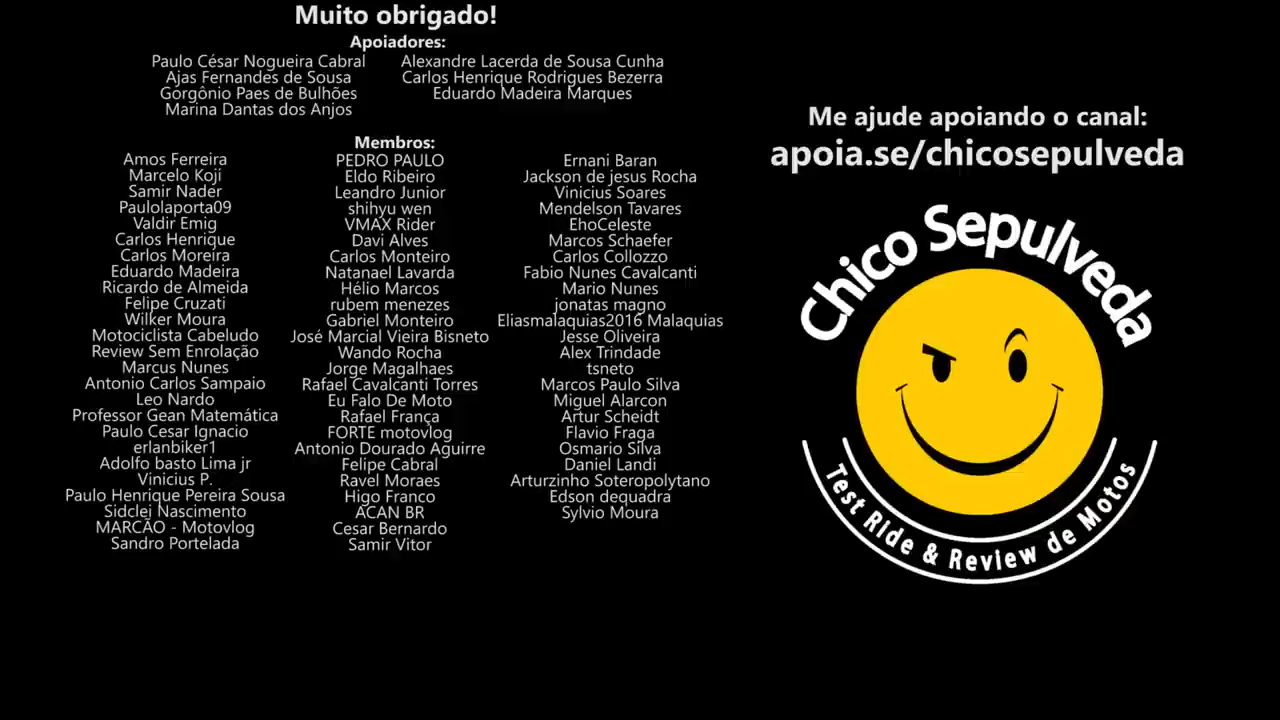 Muito obrigado!
Apoiadores:
Paulo César Nogueira Cabral
Ajas Fernandes de Sousa
Gorgônio Paes de Bulhões
Marina Dantas dos Anjos
Alexandre Lacerda de Sousa Cunha
Carlos Henrique Rodrigues Bezerra
Eduardo Madeira Marques
Membros:
Amos Ferreira
Marcelo Koji
Samir Nader
Paulolaporta09
Valdir Emig
Carlos Henrique
Carlos Moreira
Eduardo Madeira
Ricardo de Almeida
Felipe Cruzati
Wilker Moura
Motociclista Cabeludo
Review Sem Enrolação
Marcus Nunes
Antonio Carlos Sampaio
Leo Nardo
Professor Gean Matemática
Paulo Cesar Ignacio
erlanbiker1
Adolfo basto Lima jr
Vinicius P.
Paulo Henrique Pereira Sousa
Sidclei Nascimento
MARCÃO - Motovlog
Sandro Portelada
PEDRO PAULO
Eldo Ribeiro
Leandro Junior
shihyu wen
VMAX Rider
Davi Alves
Carlos Monteiro
Natanael Lavarda
Hélio Marcos
rubem menezes
Gabriel Monteiro
José Marcial Vieira Bisneto
Wando Rocha
Jorge Magalhaes
Rafael Cavalcanti Torres
Eu Falo De Moto
Rafael França
FORTE motovlog
Antonio Dourado Aguirre
Felipe Cabral
Ravel Moraes
Higo Franco
ACAN BR
Cesar Bernardo
Samir Vitor
Ernani Baran
Jackson de jesus Rocha
Vinicius Soares
Mendelson Tavares
EhoCeleste
Marcos Schaefer
Carlos Collozzo
Fabio Nunes Cavalcanti
Mario Nunes
jonatas magno
Eliasmalaquias2016 Malaquias
Jesse Oliveira
Alex Trindade
tsneto
Marcos Paulo Silva
Miguel Alarcon
Artur Scheidt
Flavio Fraga
Osmario Silva
Daniel Landi
Arturzinho Soteropolytano
Edson dequadra
Sylvio Moura
Me ajude apoiando o canal:
apoia.se/chicosepulveda
Chico Sepulveda
Test Ride & Review de Motos